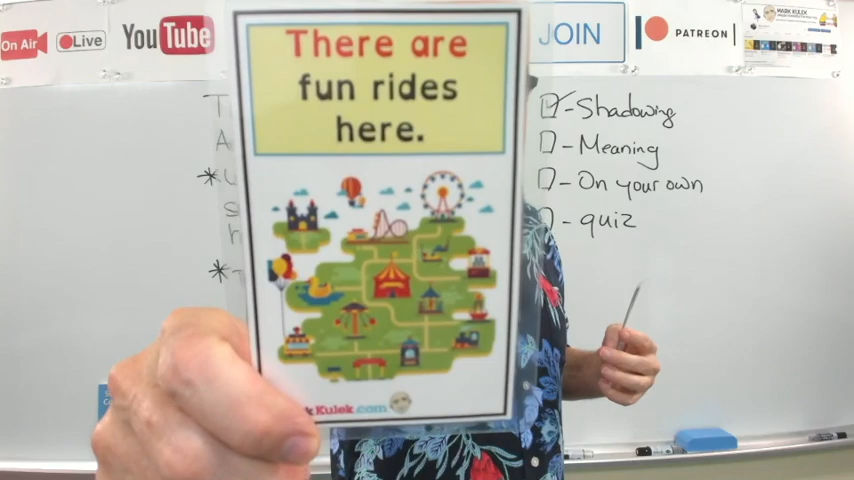 On Air
Live
YouTube
JOIN
PATREON
MARK KULEK
There are
fun rides
here.
kKulek.com
- Shadowing
- Meaning
- On your own
- quiz